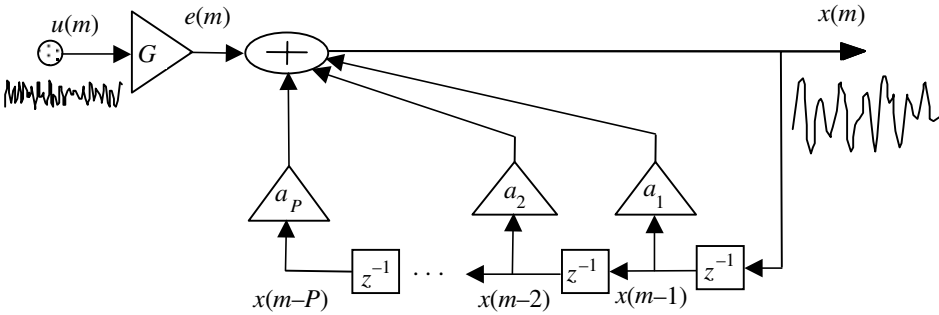 u(m) e(m) x(m)
G
a_P a_2 a_1
z^{-1} . . . z^{-1} z^{-1}
x(m–P) x(m–2) x(m–1)